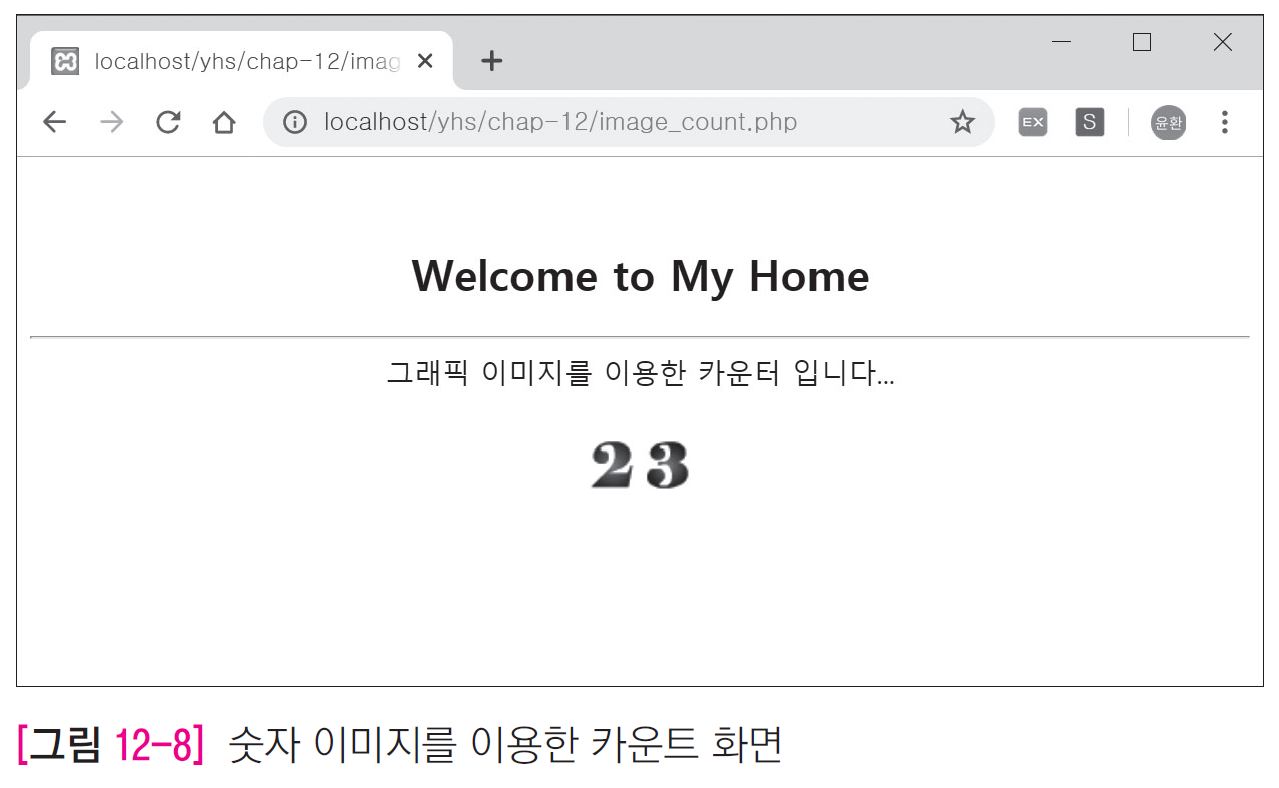 localhost/yhs/chap-12/imag
localhost/yhs/chap-12/image_count.php
EX
S
윤환
Welcome to My Home
그래픽 이미지를 이용한 카운터 입니다...
2 3
[그림 12-8] 숫자 이미지를 이용한 카운트 화면